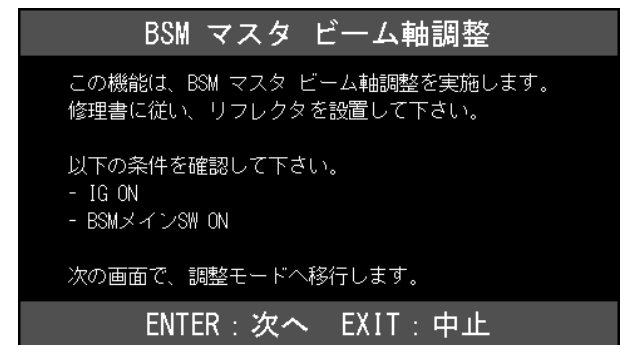 BSM マスタ ビーム軸調整
この機能は、BSM マスタ ビーム軸調整を実施します。
修理書に従い、リフレクタを設置して下さい。
以下の条件を確認して下さい。
- IG ON
- BSMメインSW ON
次の画面で、調整モードへ移行します。
ENTER：次へ EXIT：中止